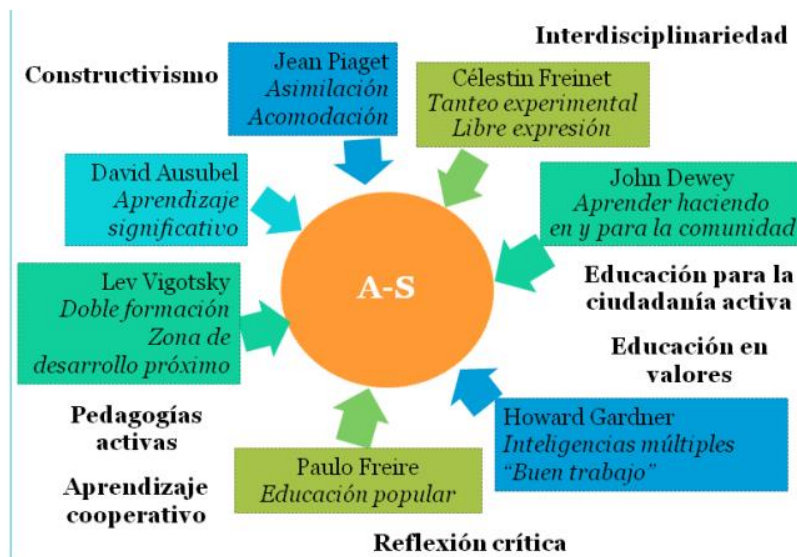 Interdisciplinariedad
Constructivismo
Jean Piaget
Asimilación
Acomodación
Célestin Freinet
Tanteo experimental
Libre expresión
David Ausubel
Aprendizaje
significativo
John Dewey
Aprender haciendo
en y para la comunidad
A-S
Lev Vigotsky
Doble formación
Zona de
desarrollo próximo
Educación para la
ciudadanía activa
Educación en
valores
Pedagogías
activas
Howard Gardner
Inteligencias múltiples
“Buen trabajo”
Paulo Freire
Educación popular
Aprendizaje
cooperativo
Reflexión crítica